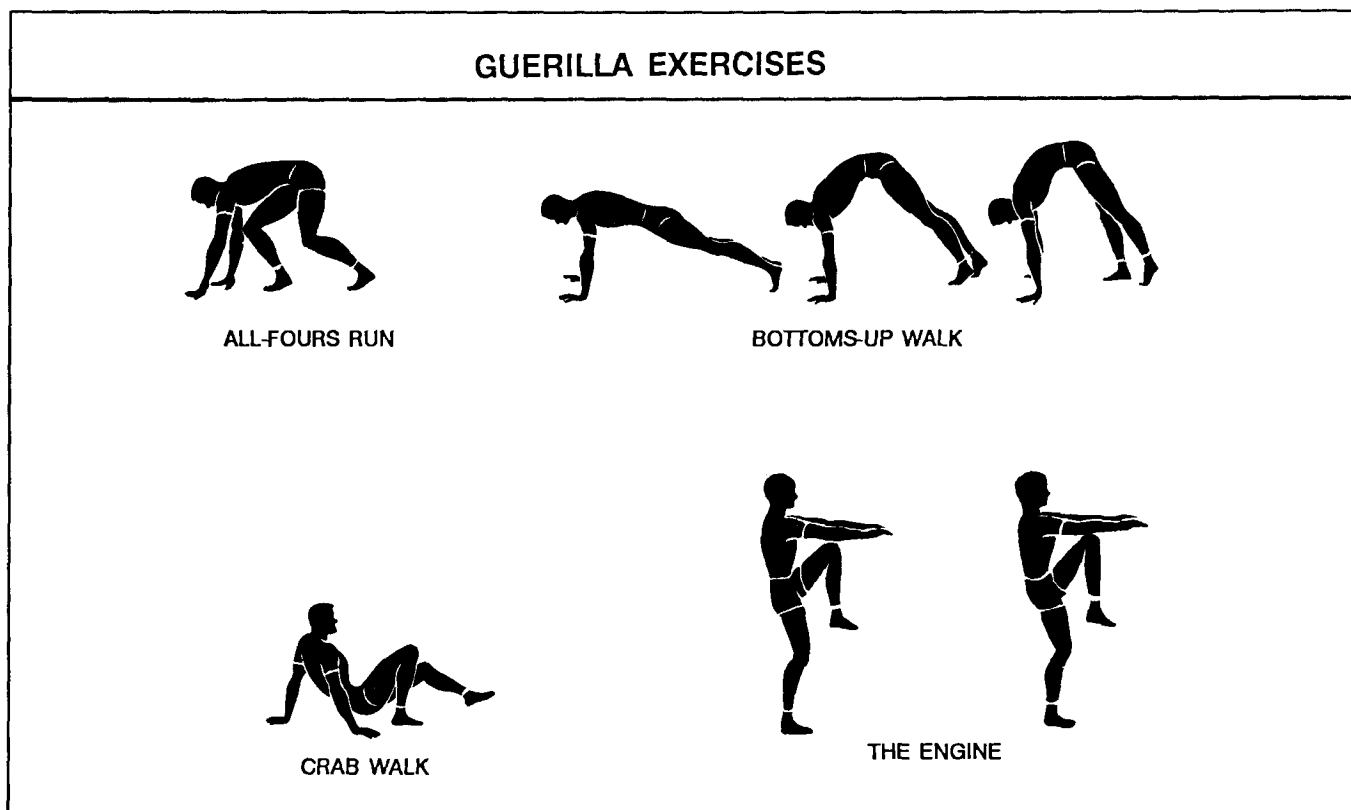 GUERILLA EXERCISES
ALL-FOURS RUN
BOTTOMS-UP WALK
CRAB WALK
THE ENGINE